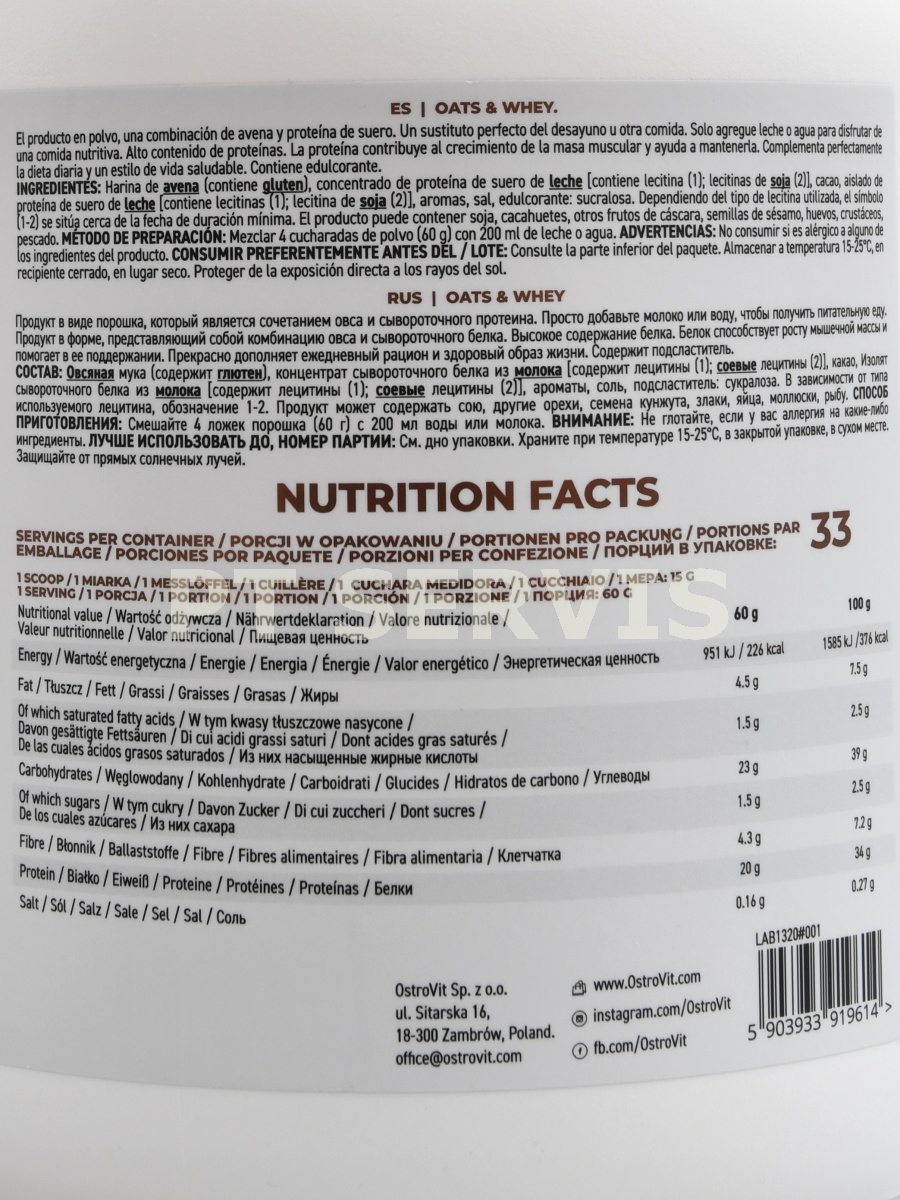 ES | OATS & WHEY.
El producto en polvo, una combinación de avena y proteína de suero. Un sustituto perfecto del desayuno u otra comida. Solo agregue leche o agua para disfrutar de
una comida nutritiva. Alto contenido de proteínas. La proteína contribuye al crecimiento de la masa muscular y ayuda a mantenerla. Complementa perfectamente
la dieta diaria y un estilo de vida saludable. Contiene edulcorante.
INGREDIENTES: Harina de avena (contiene gluten), concentrado de proteína de suero de leche [contiene lecitina (1); lecitinas de soja (2)], cacao, aislado de
proteína de suero de leche [contiene lecitinas (1); lecitina de soja (2)], aromas, sal, edulcorante: sucralosa. Dependiendo del tipo de lecitina utilizada, el símbolo
(1-2) se sitúa cerca de la fecha de duración mínima. El producto puede contener soja, cacahuetes, otros frutos de cáscara, semillas de sésamo, huevos, crustáceos,
pescado. MÉTODO DE PREPARACIÓN: Mezclar 4 cucharadas de polvo (60 g) con 200 ml de leche o agua. ADVERTENCIAS: No consumir si es alérgico a alguno de
los ingredientes del producto. CONSUMIR PREFERENTEMENTE ANTES DEL / LOTE: Consulte la parte inferior del paquete. Almacenar a temperatura 15-25°C, en
recipiente cerrado, en lugar seco. Proteger de la exposición directa a los rayos del sol.
RUS | OATS & WHEY
Продукт в виде порошка, который является сочетанием овса и сывороточного протеина. Просто добавьте молоко или воду, чтобы получить питательную еду.
Продукт в форме, представляющий собой комбинацию овса и сывороточного белка. Высокое содержание белка. Белок способствует росту мышечной массы и
помогает в ее поддержании. Прекрасно дополняет ежедневный рацион и здоровый образ жизни. Содержит подсластитель.
СОСТАВ: Овсяная мука (содержит глютен), концентрат сывороточного белка из молока [содержит лецитины (1); соевые лецитины (2)], какао, Изолят
сывороточного белка из молока [содержит лецитины (1); соевые лецитины (2)], ароматы, соль, подсластитель: сукралоза. В зависимости от типа
используемого лецитина, обозначение 1-2. Продукт может содержать сою, другие орехи, семена кунжута, злаки, яйца, моллюски, рыбу. СПОСОБ
ПРИГОТОВЛЕНИЯ: Смешайте 4 ложек порошка (60 г) с 200 мл воды или молока. ВНИМАНИЕ: Не глотайте, если у вас аллергия на какие-либо
ингредиенты. ЛУЧШЕ ИСПОЛЬЗОВАТЬ ДО, НОМЕР ПАРТИИ: См. дно упаковки. Храните при температуре 15-25°C, в закрытой упаковке, в сухом месте.
Защищайте от прямых солнечных лучей.
NUTRITION FACTS
SERVINGS PER CONTAINER / PORCJI W OPAKOWANIU / PORTIONEN PRO PACKUNG / PORTIONS PAR
EMBALLAGE / PORCIONES POR PAQUETE / PORZIONI PER CONFEZIONE / ПОРЦИЙ В УПАКОВКЕ: 33
1 SCOOP / 1 MIARKA / 1 MESSLÖFFEL / 1 CUILLÈRE / 1 CUCHARA MEDIDORA / 1 CUCCHIAIO / 1 МЕРА: 15 G
1 SERVING / 1 PORCJA / 1 PORTION / 1 PORTION / 1 PORCIÓN / 1 PORZIONE / 1 ПОРЦИЯ: 60 G
PIT SERVIS
Nutritional value / Wartość odżywcza / Nährwertdeklaration / Valore nutrizionale /
Valeur nutritionnelle / Valor nutricional / Пищевая ценность 60 g 100 g
Energy / Wartość energetyczna / Energie / Energia / Énergie / Valor energético / Энергетическая ценность 951 kJ / 226 kcal 1585 kJ /376 kcal
Fat / Tłuszcz / Fett / Grassi / Graisses / Grasas / Жиры 4.5 g 7.5 g
Of which saturated fatty acids / W tym kwasy tłuszczowe nasycone /
Davon gesättigte Fettsäuren / Di cui acidi grassi saturi / Dont acides gras saturés / 1.5 g 2.5 g
De las cuales ácidos grasos saturados / Из них насыщенные жирные кислоты
Carbohydrates / Węglowodany / Kohlenhydrate / Carboidrati / Glucides / Hidratos de carbono / Углеводы 23 g 39 g
Of which sugars / W tym cukry / Davon Zucker / Di cui zuccheri / Dont sucres /
De los cuales azúcares / Из них сахара 1.5 g 2.5 g
Fibre / Błonnik / Ballaststoffe / Fibre / Fibres alimentaires / Fibra alimentaria / Клетчатка 4.3 g 7.2 g
Protein / Białko / Eiweiß / Proteine / Protéines / Proteínas / Белки 20 g 34 g
Salt / Sól / Salz / Sale / Sel / Sal / Соль 0.16 g 0.27 g
LAB1320#001
OstroVit Sp. z o.o.
ul. Sitarska 16,
18-300 Zambrów, Poland.
office@ostrovit.com
www.OstroVit.com
instagram.com/OstroVit
fb.com/OstroVit
5 903933 919614 >